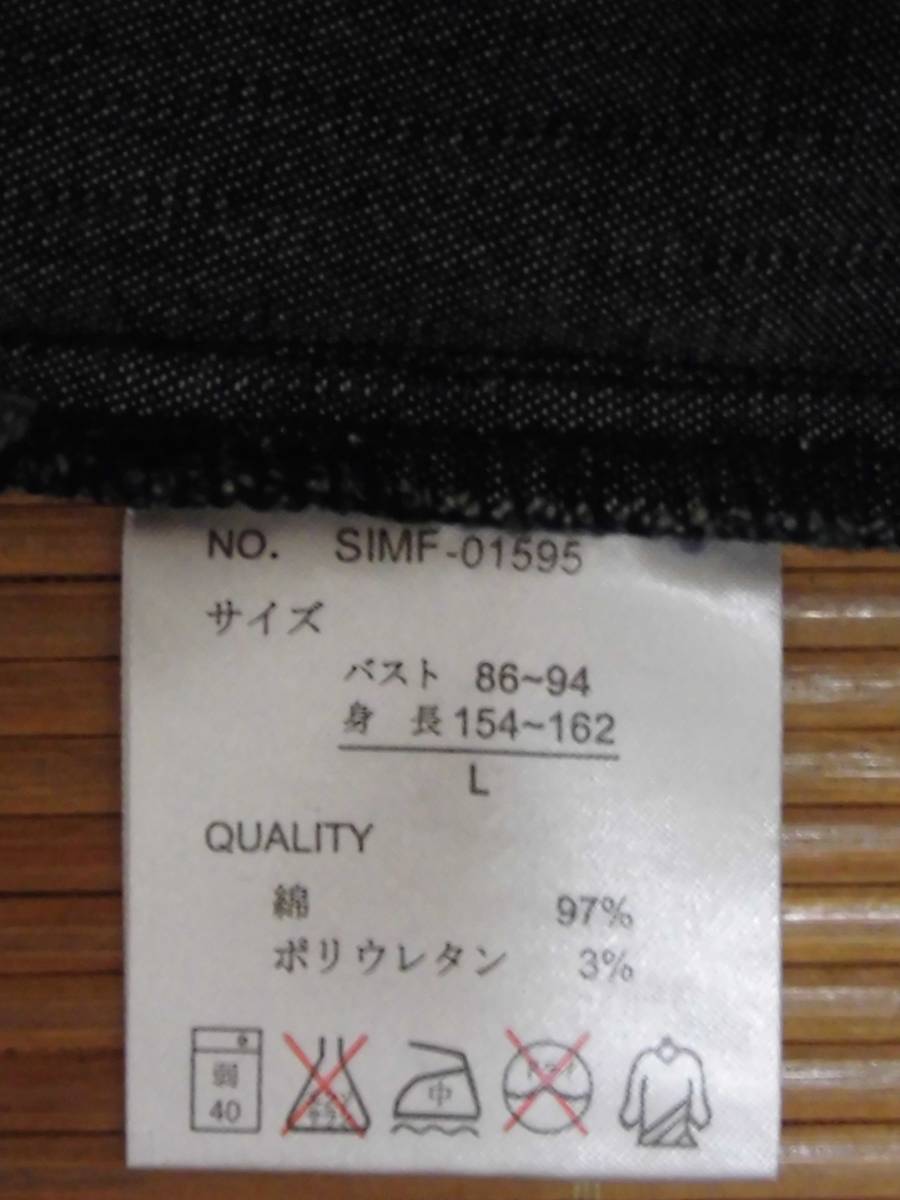 NO. SIMF-01595
サイズ
バスト 86~94
身 長 154~162
L
QUALITY
綿 97%
ポリウレタン 3%
弱
40
中